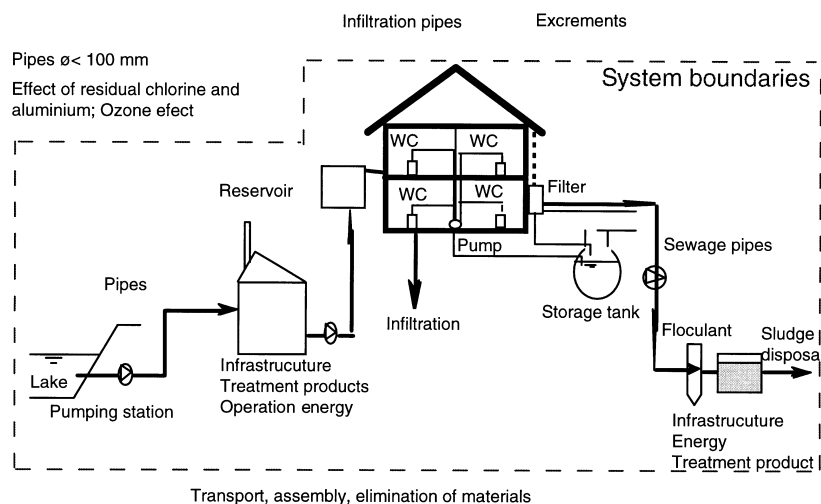 Infiltration pipes
Excrements
Pipes ø< 100 mm
Effect of residual chlorine and
aluminium; Ozone efect
System boundaries
WC
WC
WC
WC
Reservoir
Filter
Pump
Sewage pipes
Pipes
Storage tank
Infiltration
Floculant
Sludge
disposa
Lake
Infrastrucuture
Treatment products
Operation energy
Pumping station
Infrastrucuture
Energy
Treatment product
Transport, assembly, elimination of materials